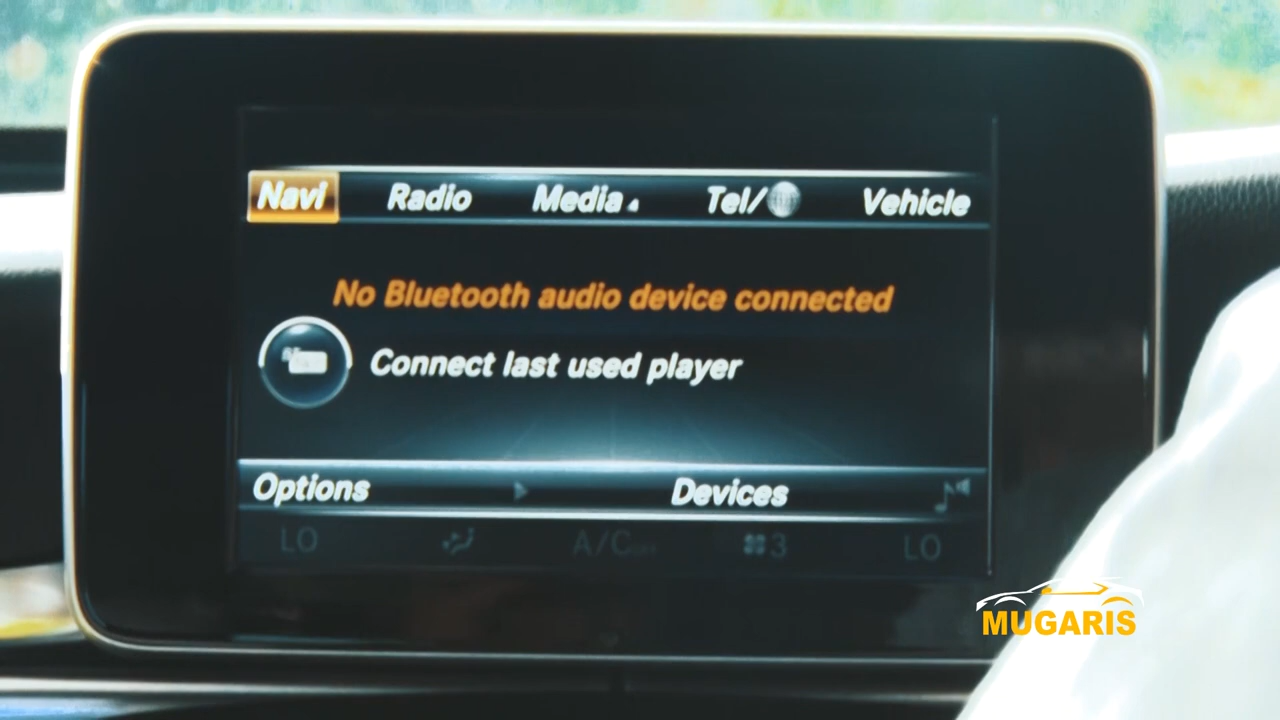 Navi Radio Media Tel/ Vehicle
No Bluetooth audio device connected
Connect last used player
Options Devices
LO A/C OFF 3 LO
MUGARIS